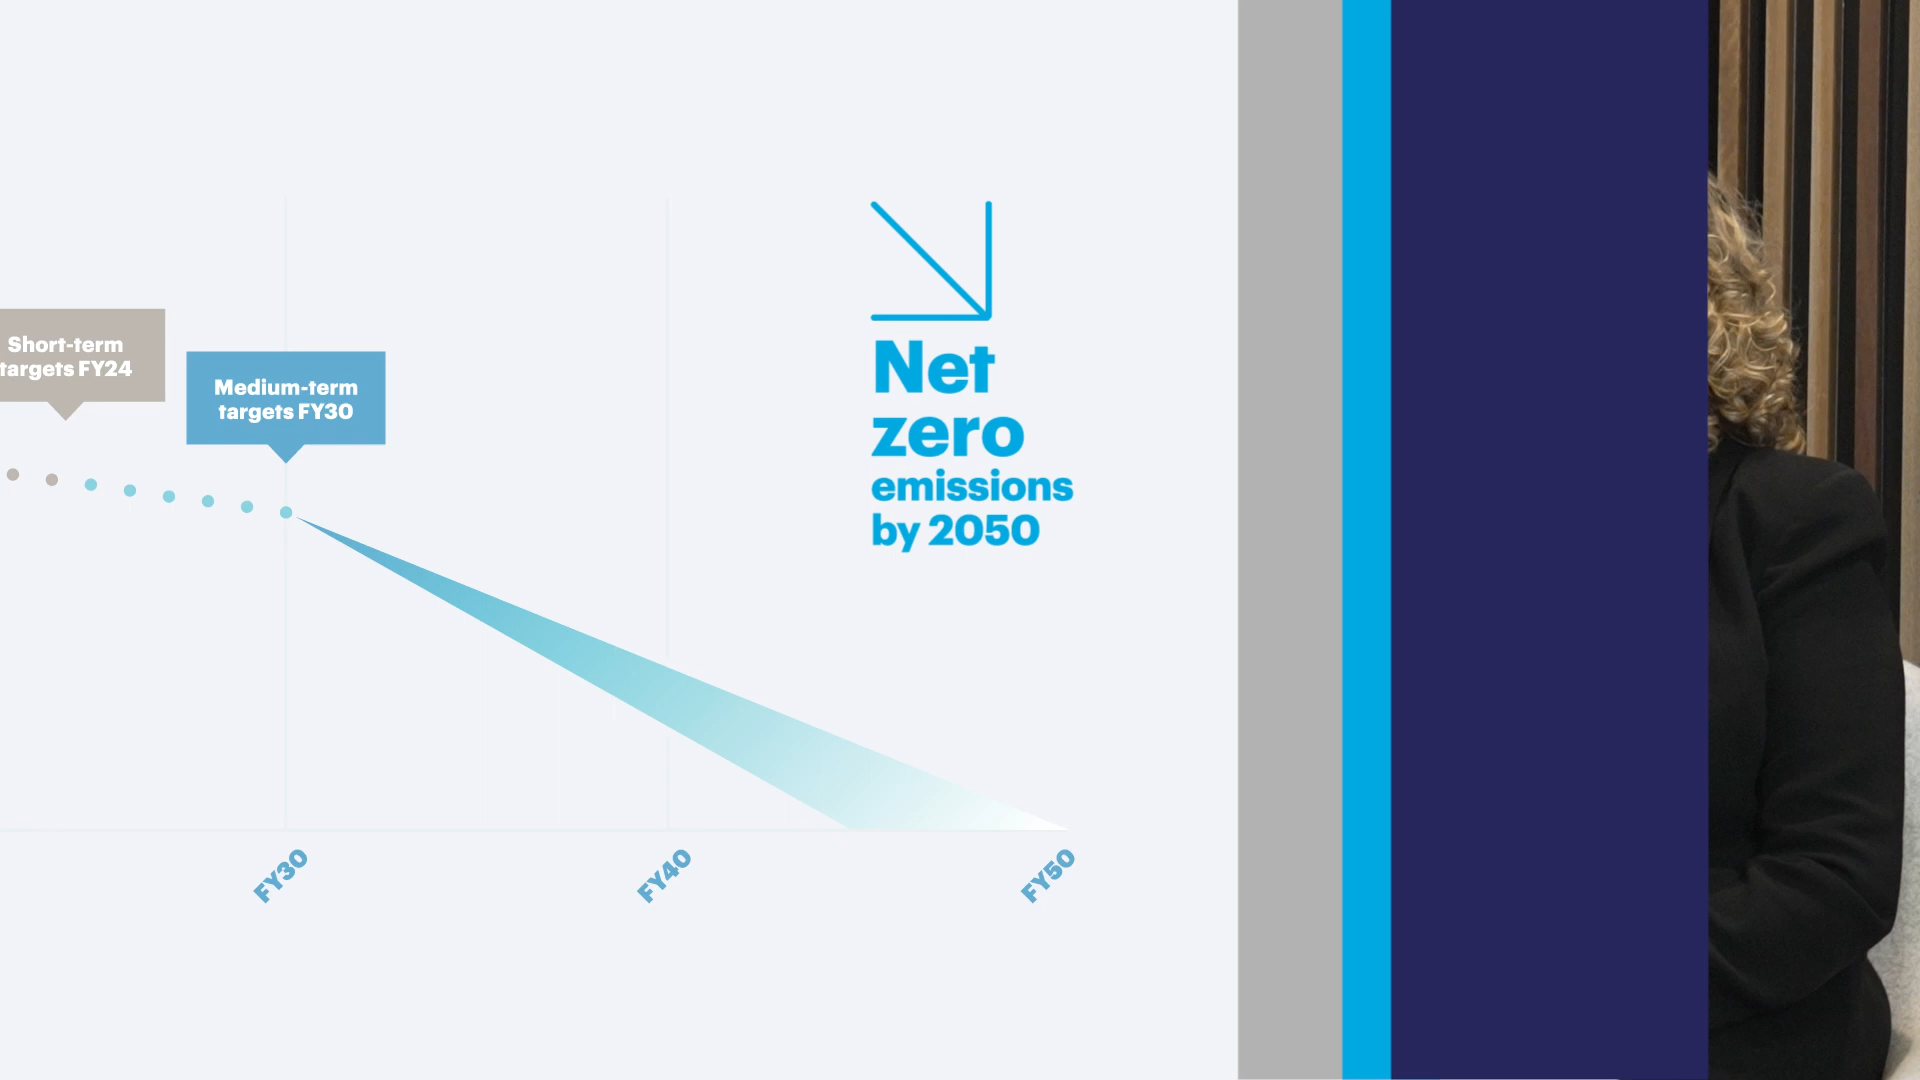 Short-term
targets FY24
Medium-term
targets FY30
Net
zero
emissions
by 2050
FY30
FY40
FY50